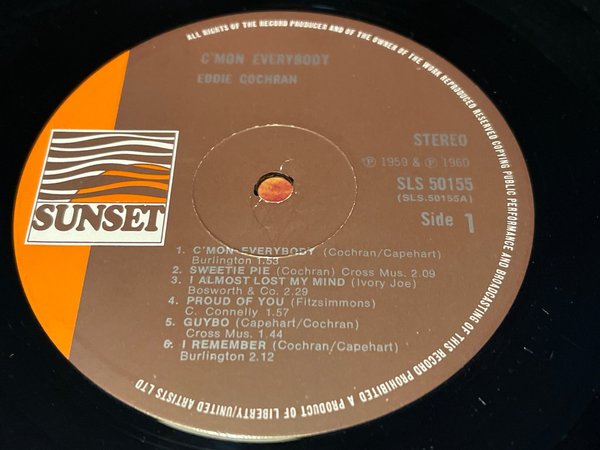 ALL RIGHTS OF THE RECORD PRODUCER AND OF THE OWNER OF THE WORK REPRODUCED RESERVED COPYING PUBLIC PERFORMANCE AND BROADCASTING OF THIS RECORD PROHIBITED A PRODUCT OF LIBERTY/UNITED ARTISTS LTD
C'MON EVERYBODY
EDDIE COCHRAN
STEREO
℗ 1959 & ℗ 1960
SLS 50155
(SLS.50155A)
Side 1
SUNSET
1. C'MON EVERYBODY (Cochran/Capehart)
Burlington 1.53
2. SWEETIE PIE (Cochran) Cross Mus. 2.09
3. I ALMOST LOST MY MIND (Ivory Joe)
Bosworth & Co. 2.29
4. PROUD OF YOU (Fitzsimmons)
C. Connelly 1.57
5. GUYBO (Capehart/Cochran)
Cross Mus. 1.44
6. I REMEMBER (Cochran/Capehart)
Burlington 2.12